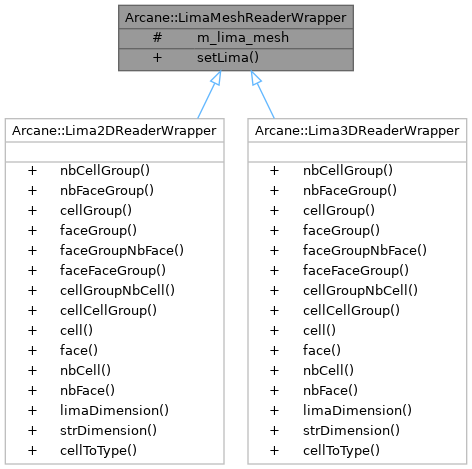 Arcane::LimaMeshReaderWrapper
# m_lima_mesh
+ setLima()
Arcane::Lima2DReaderWrapper
+ nbCellGroup()
+ nbFaceGroup()
+ cellGroup()
+ faceGroup()
+ faceGroupNbFace()
+ faceFaceGroup()
+ cellGroupNbCell()
+ cellCellGroup()
+ cell()
+ face()
+ nbCell()
+ nbFace()
+ limaDimension()
+ strDimension()
+ cellToType()
Arcane::Lima3DReaderWrapper
+ nbCellGroup()
+ nbFaceGroup()
+ cellGroup()
+ faceGroup()
+ faceGroupNbFace()
+ faceFaceGroup()
+ cellGroupNbCell()
+ cellCellGroup()
+ cell()
+ face()
+ nbCell()
+ nbFace()
+ limaDimension()
+ strDimension()
+ cellToType()